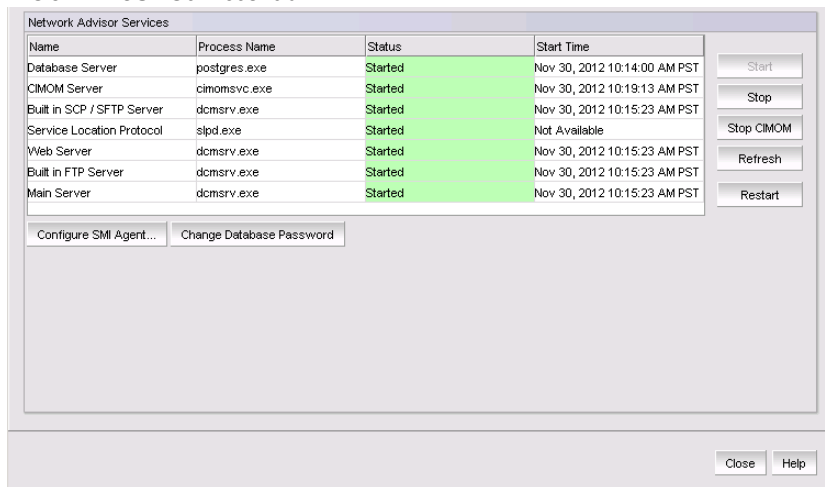 Network Advisor Services
Name Process Name Status Start Time
Database Server postgres.exe Started Nov 30, 2012 10:14:00 AM PST
CIMOM Server cimomsvc.exe Started Nov 30, 2012 10:19:13 AM PST
Built in SCP / SFTP Server dcmsrv.exe Started Nov 30, 2012 10:15:23 AM PST
Service Location Protocol slpd.exe Started Not Available
Web Server dcmsrv.exe Started Nov 30, 2012 10:15:23 AM PST
Built in FTP Server dcmsrv.exe Started Nov 30, 2012 10:15:23 AM PST
Main Server dcmsrv.exe Started Nov 30, 2012 10:15:23 AM PST
Start
Stop
Stop CIMOM
Refresh
Restart
Configure SMI Agent... Change Database Password
Close Help